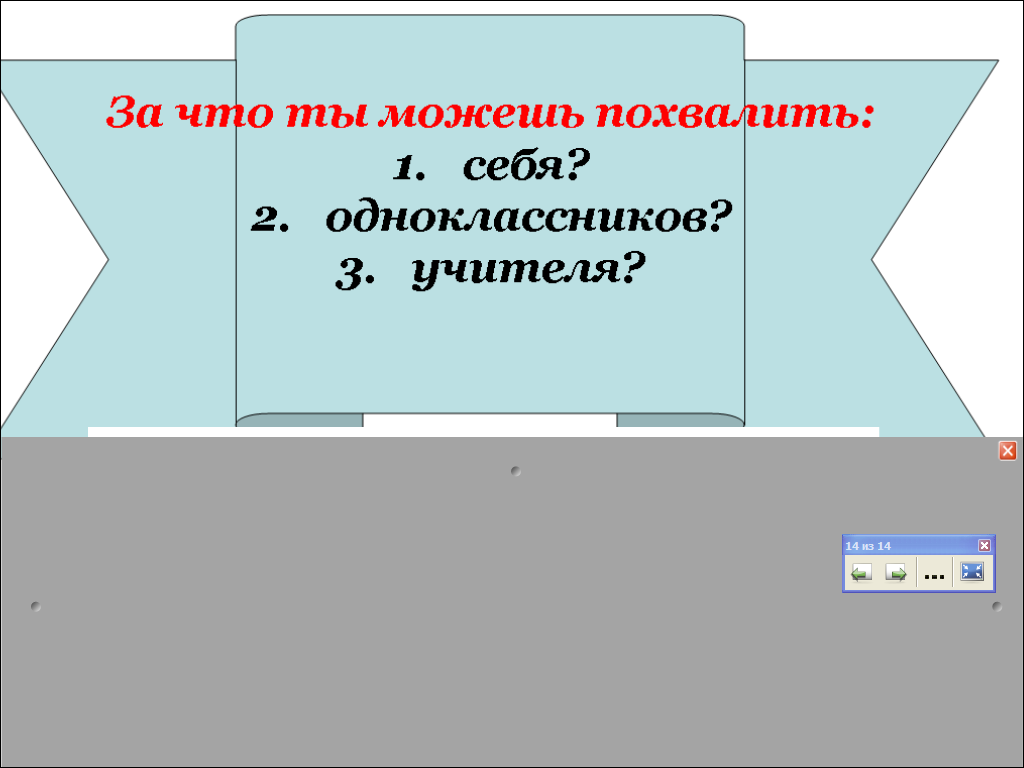 За что ты можешь похвалить:
1. себя?
2. одноклассников?
3. учителя?
14 из 14
...